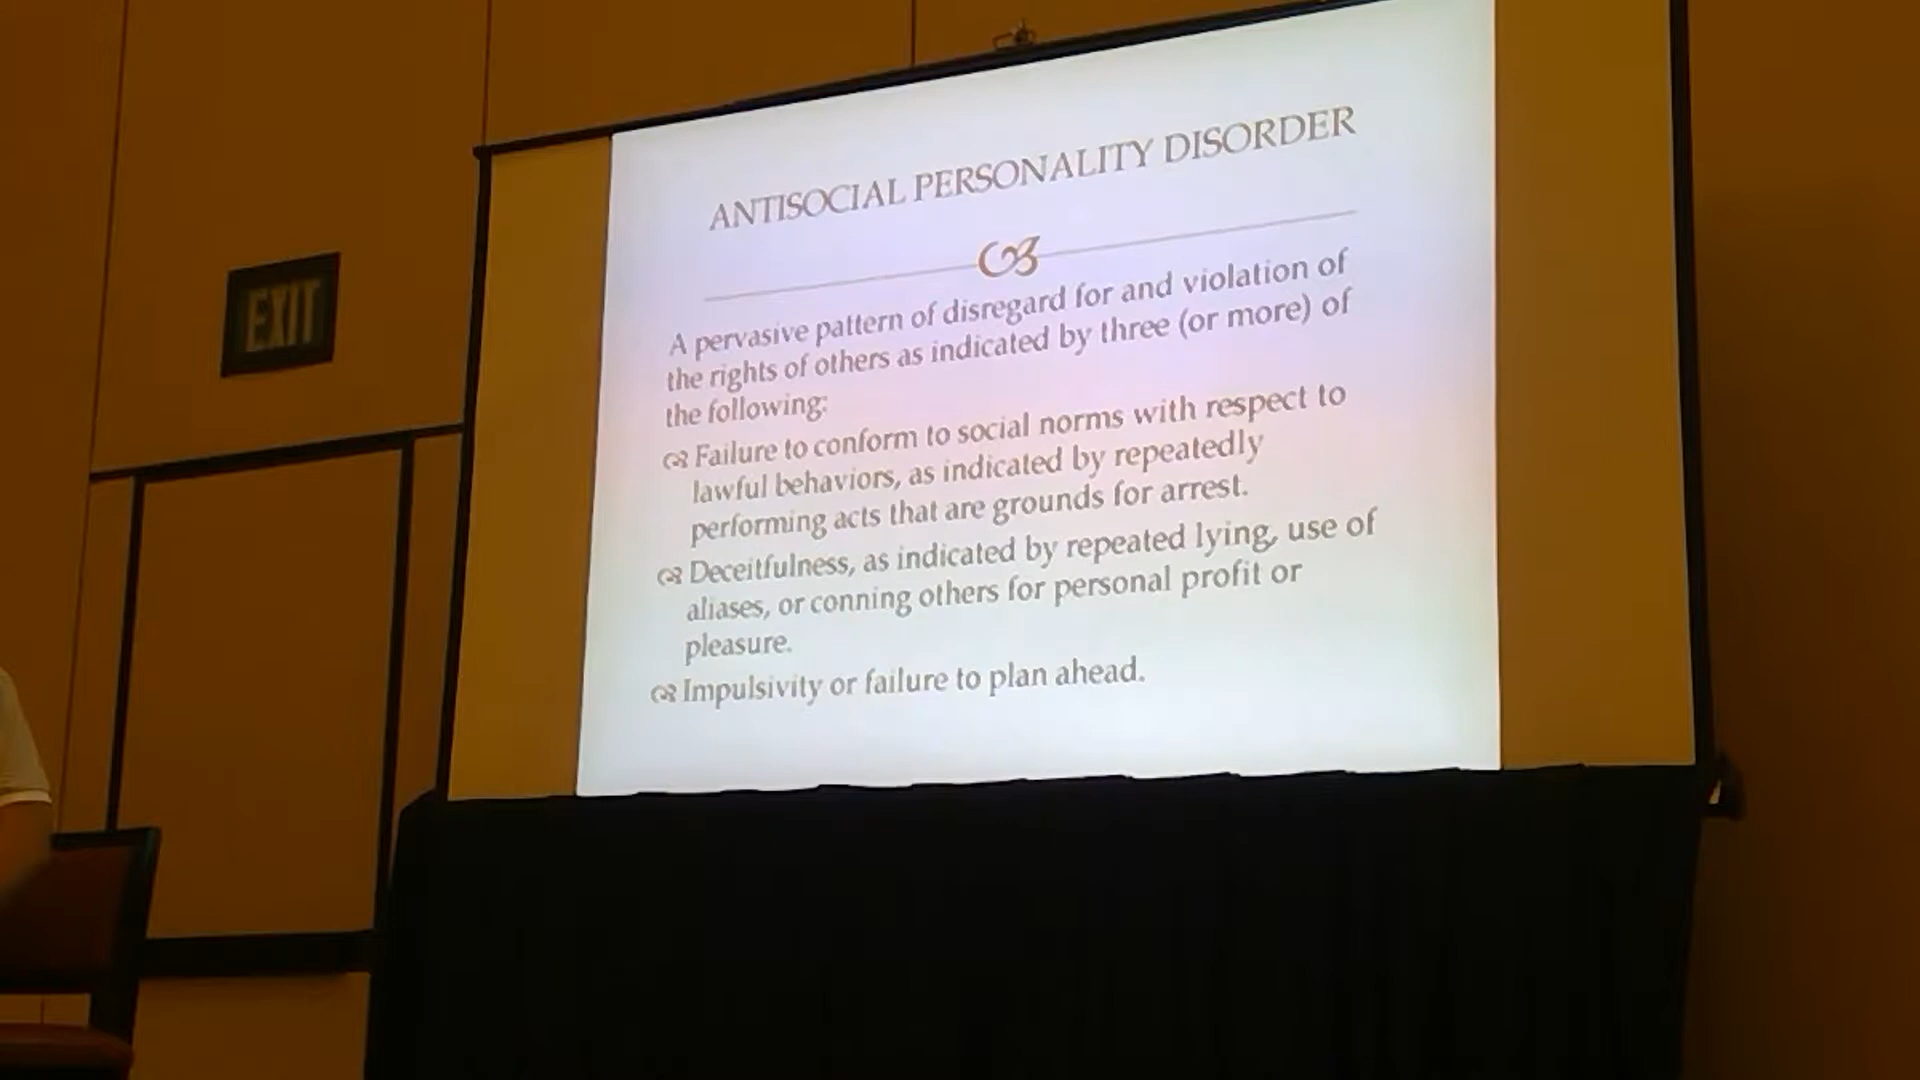 EXIT
ANTISOCIAL PERSONALITY DISORDER
A pervasive pattern of disregard for and violation of
the rights of others as indicated by three (or more) of
the following:
Failure to conform to social norms with respect to
lawful behaviors, as indicated by repeatedly
performing acts that are grounds for arrest.
Deceitfulness, as indicated by repeated lying, use of
aliases, or conning others for personal profit or
pleasure.
Impulsivity or failure to plan ahead.